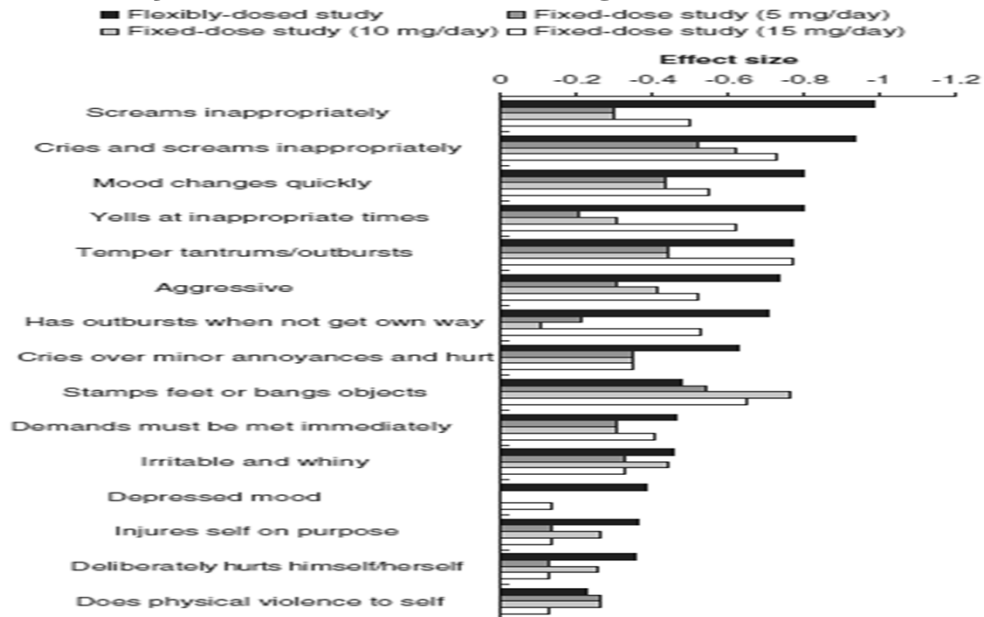 Flexibly-dosed study Fixed-dose study (5 mg/day)
Fixed-dose study (10 mg/day) Fixed-dose study (15 mg/day)
Effect size
0 -0.2 -0.4 -0.6 -0.8 -1 -1.2
Screams inappropriately
Cries and screams inappropriately
Mood changes quickly
Yells at inappropriate times
Temper tantrums/outbursts
Aggressive
Has outbursts when not get own way
Cries over minor annoyances and hurt
Stamps feet or bangs objects
Demands must be met immediately
Irritable and whiny
Depressed mood
Injures self on purpose
Deliberately hurts himself/herself
Does physical violence to self